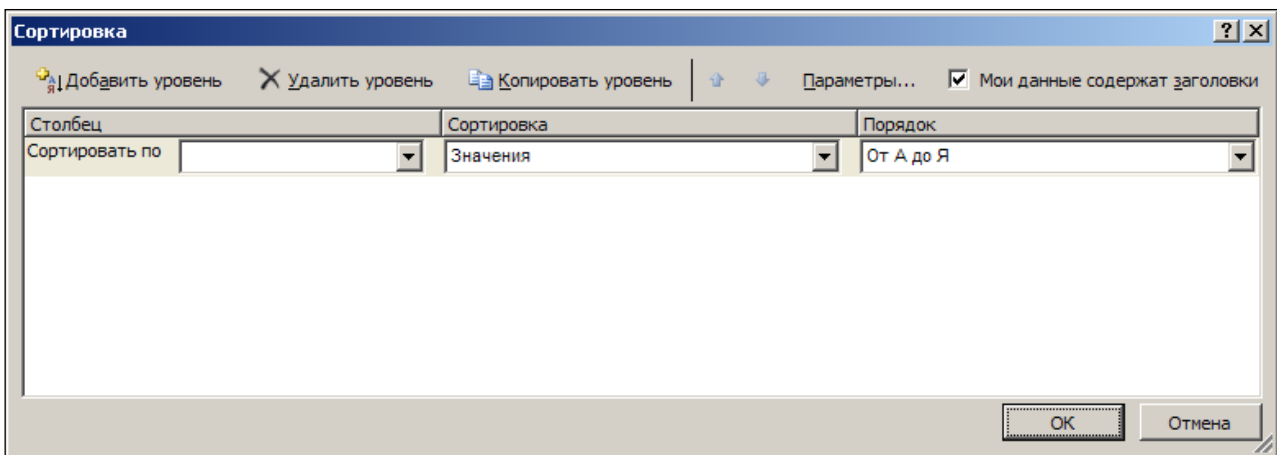 Сортировка
Добавить уровень Удалить уровень Копировать уровень Параметры... Мои данные содержат заголовки
Столбец Сортировка Порядок
Сортировать по Значения От А до Я
ОК Отмена